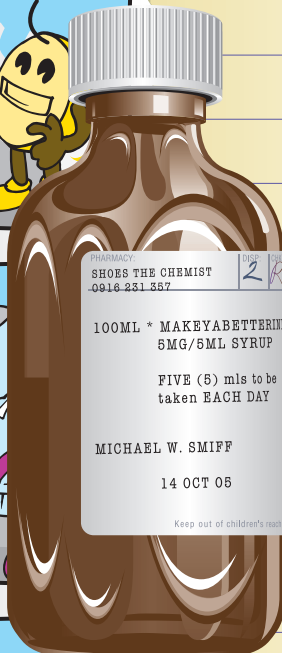 PHARMACY:
DISP:
SHOES THE CHEMIST
2
0916 231 357
100ML * MAKEYABETTERIN
5MG/5ML SYRUP
FIVE (5) mls to be
taken EACH DAY
MICHAEL W. SMIFF
14 OCT 05
Keep out of children's reach